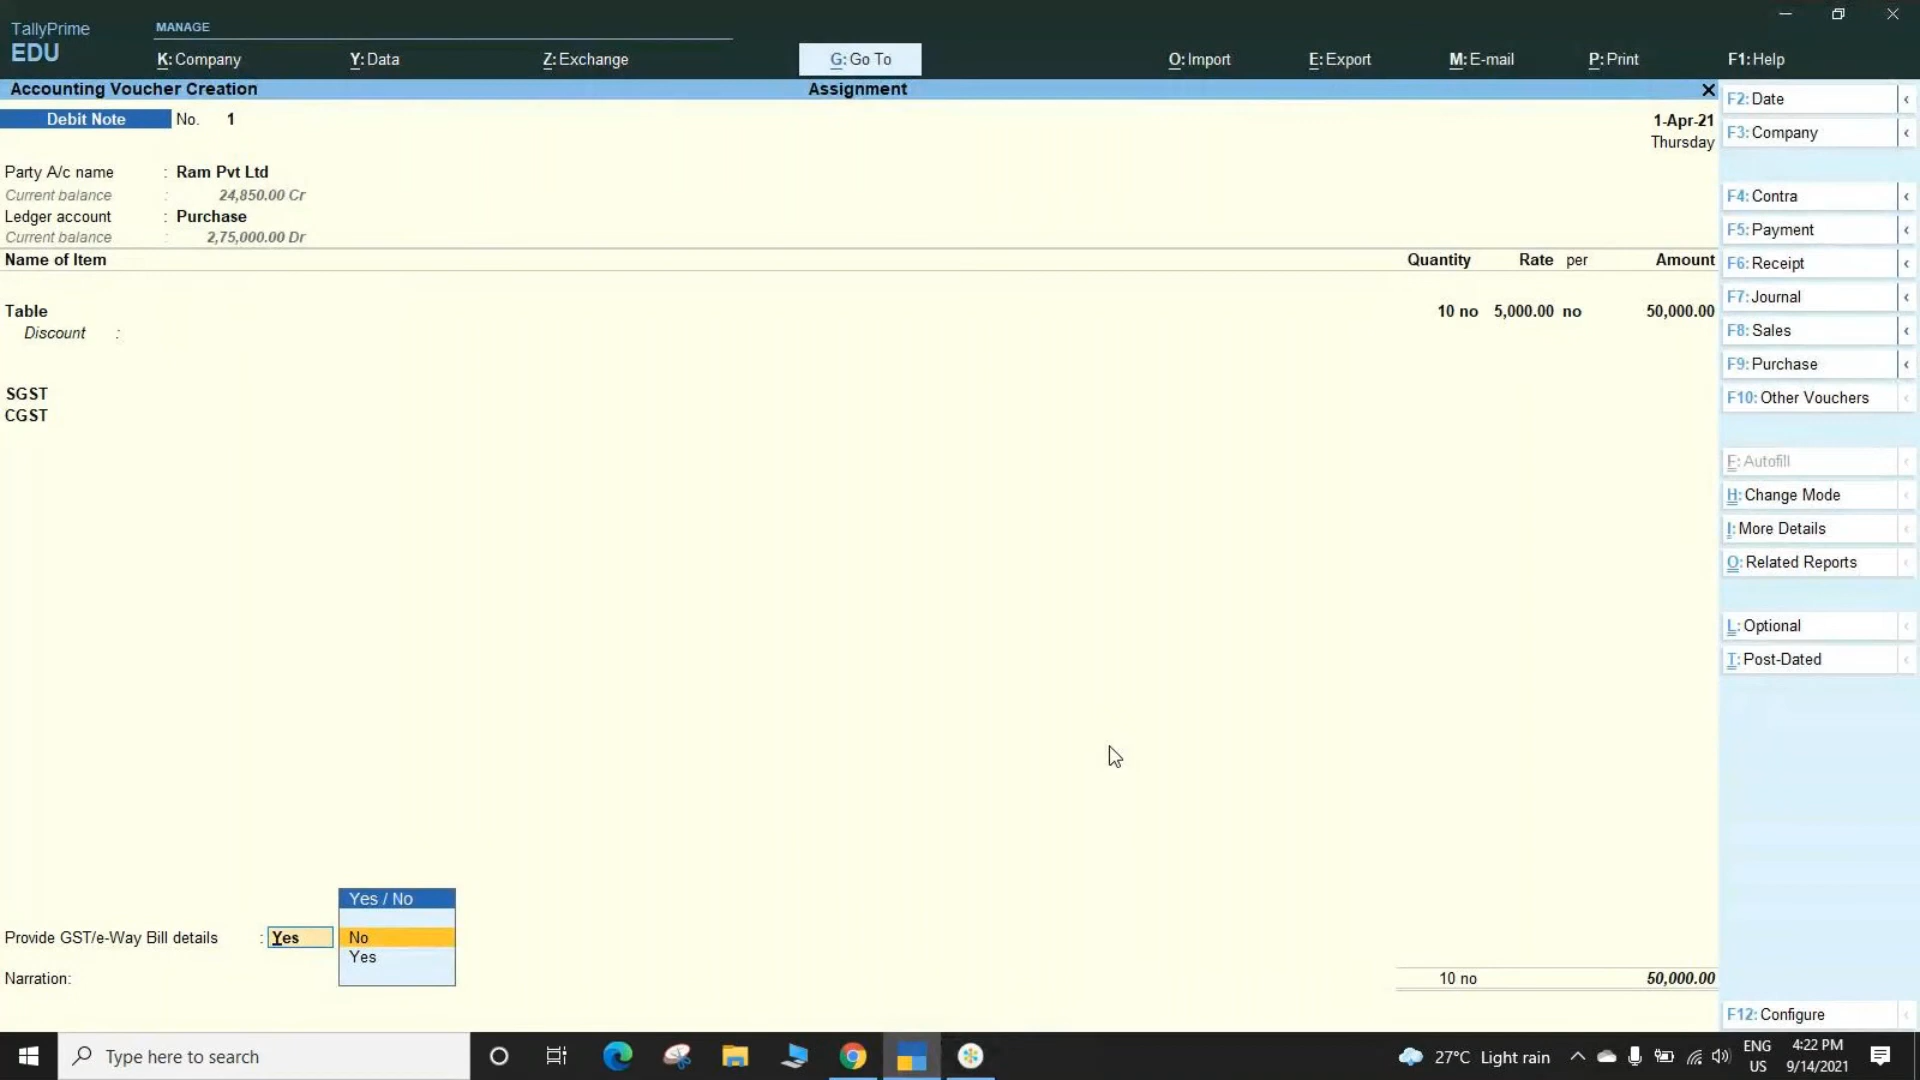 TallyPrime
EDU
MANAGE
K: Company
Y: Data
Z: Exchange
G: Go To
O: Import
E: Export
M: E-mail
P: Print
F1: Help
Accounting Voucher Creation
Assignment
Debit Note No. 1
1-Apr-21
Thursday
Party A/c name : Ram Pvt Ltd
Current balance : 24,850.00 Cr
Ledger account : Purchase
Current balance : 2,75,000.00 Dr
Name of Item Quantity Rate per Amount
Table 10 no 5,000.00 no 50,000.00
Discount :
SGST
CGST
Provide GST/e-Way Bill details : Yes
Yes / No
No
Yes
Narration:
10 no 50,000.00
F2: Date
F3: Company
F4: Contra
F5: Payment
F6: Receipt
F7: Journal
F8: Sales
F9: Purchase
F10: Other Vouchers
F: Autofill
H: Change Mode
I: More Details
O: Related Reports
L: Optional
T: Post-Dated
F12: Configure
Type here to search
27°C Light rain
ENG
US
4:22 PM
9/14/2021